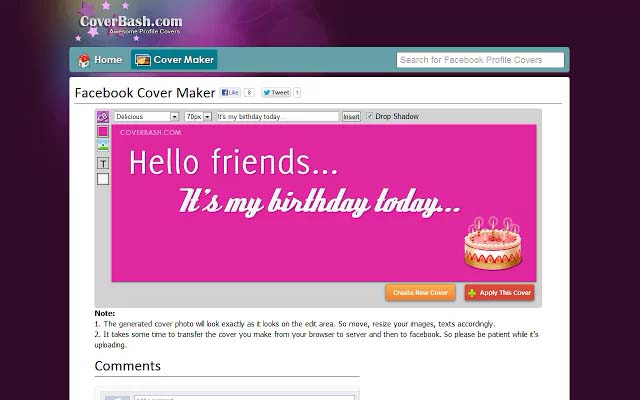 CoverBash.com
Awesome Profile Covers
Home
Cover Maker
Search for Facebook Profile Covers
Facebook Cover Maker
Like
8
Tweet
1
Delicious
70px
It's my birthday today....
Insert
Drop Shadow
T
COVERBASH.COM
Hello friends...
It's my birthday today...
Create New Cover
Apply This Cover
Note:
1. The generated cover photo will look exactly as it looks on the edit area. So move, resize your images, texts accordingly.
2. It takes some time to transfer the cover you make from your browser to server and then to facebook. So please be patient while it's
uploading.
Comments